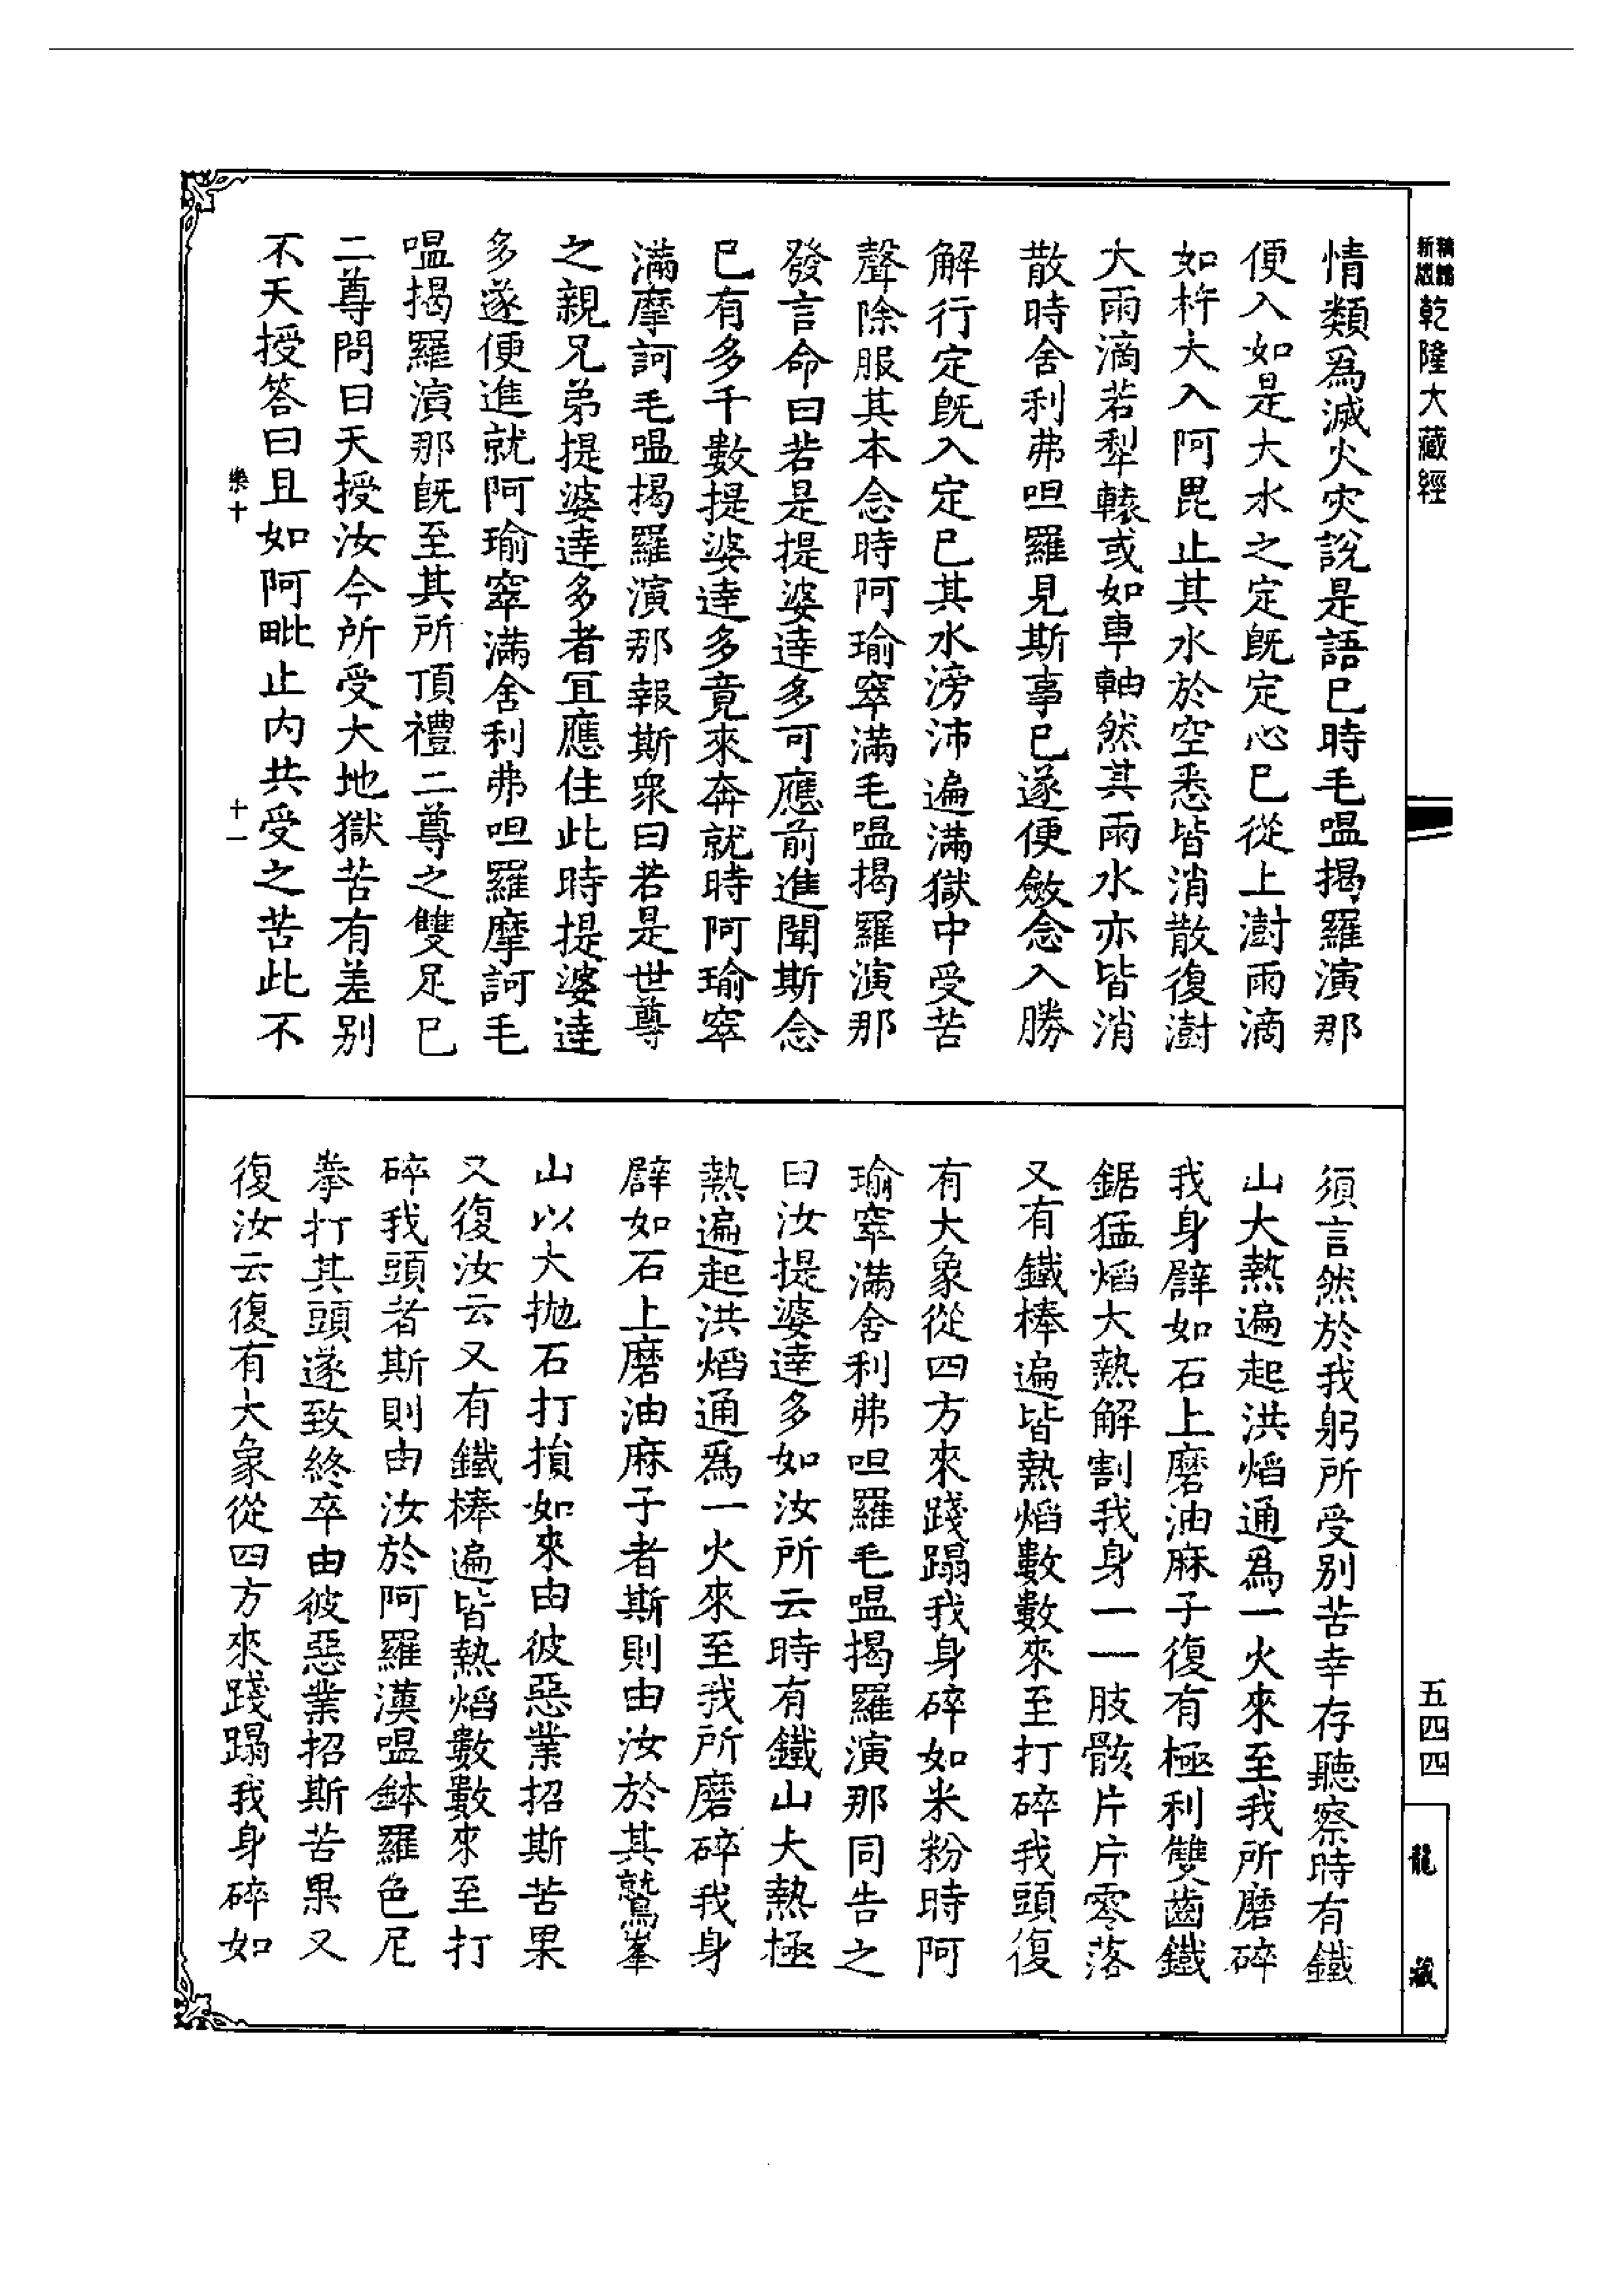 新編縮本乾隆大藏經
情類為滅火灾說是語已時毛嗢揭羅演那
便入如是大水之定既定心已從上澍雨滴
如杵大入阿毘止其水於空悉皆消散復澍
大雨滴若犁轅或如車軸然其雨水亦皆消
散時舍利弗呾羅見斯事已遂便斂念入勝
解行定既入定已其水滂沛遍滿獄中受苦
聲除服其本念時阿瑜窣滿毛嗢揭羅演那
發言命曰若是提婆達多可應前進聞斯念
已有多千數提婆達多竟來奔就時阿瑜窣
滿摩訶毛嗢揭羅演那報斯衆曰若是世尊
之親兄弟提婆達多者宜應住此時提婆達
多遂便進就阿瑜窣滿舍利弗呾羅摩訶毛
嗢揭羅演那既至其所頂禮二尊之雙足已
二尊問曰天授汝今所受大地獄苦有差别
不天授答曰且如阿毗止内共受之苦此不
樂十
十一
須言然於我躬所受别苦幸存聽察時有鐵
山大熱遍起洪焰通為一火來至我所磨碎
我身辟如石上磨油麻子復有極利雙齒鐵
鋸猛焰大熱解割我身一一肢骸片片零落
又有鐵棒遍皆熱焰數數來至打碎我頭復
有大象從四方來踐蹋我身碎如米粉時阿
瑜窣滿舍利弗呾羅毛嗢揭羅演那同告之
曰汝提婆達多如汝所云時有鐵山大熱極
熱遍起洪焰通為一火來至我所磨碎我身
辟如石上磨油麻子者斯則由汝於其鷲峯
山以大拋石打損如來由彼惡業招斯苦果
又復汝云又有鐵棒遍皆熱焰數數來至打
碎我頭者斯則由汝於阿羅漢嗢鉢羅色尼
拳打其頭遂致終卒由彼惡業招斯苦果又
復汝云復有大象從四方來踐蹋我身碎如
五四四
龍藏